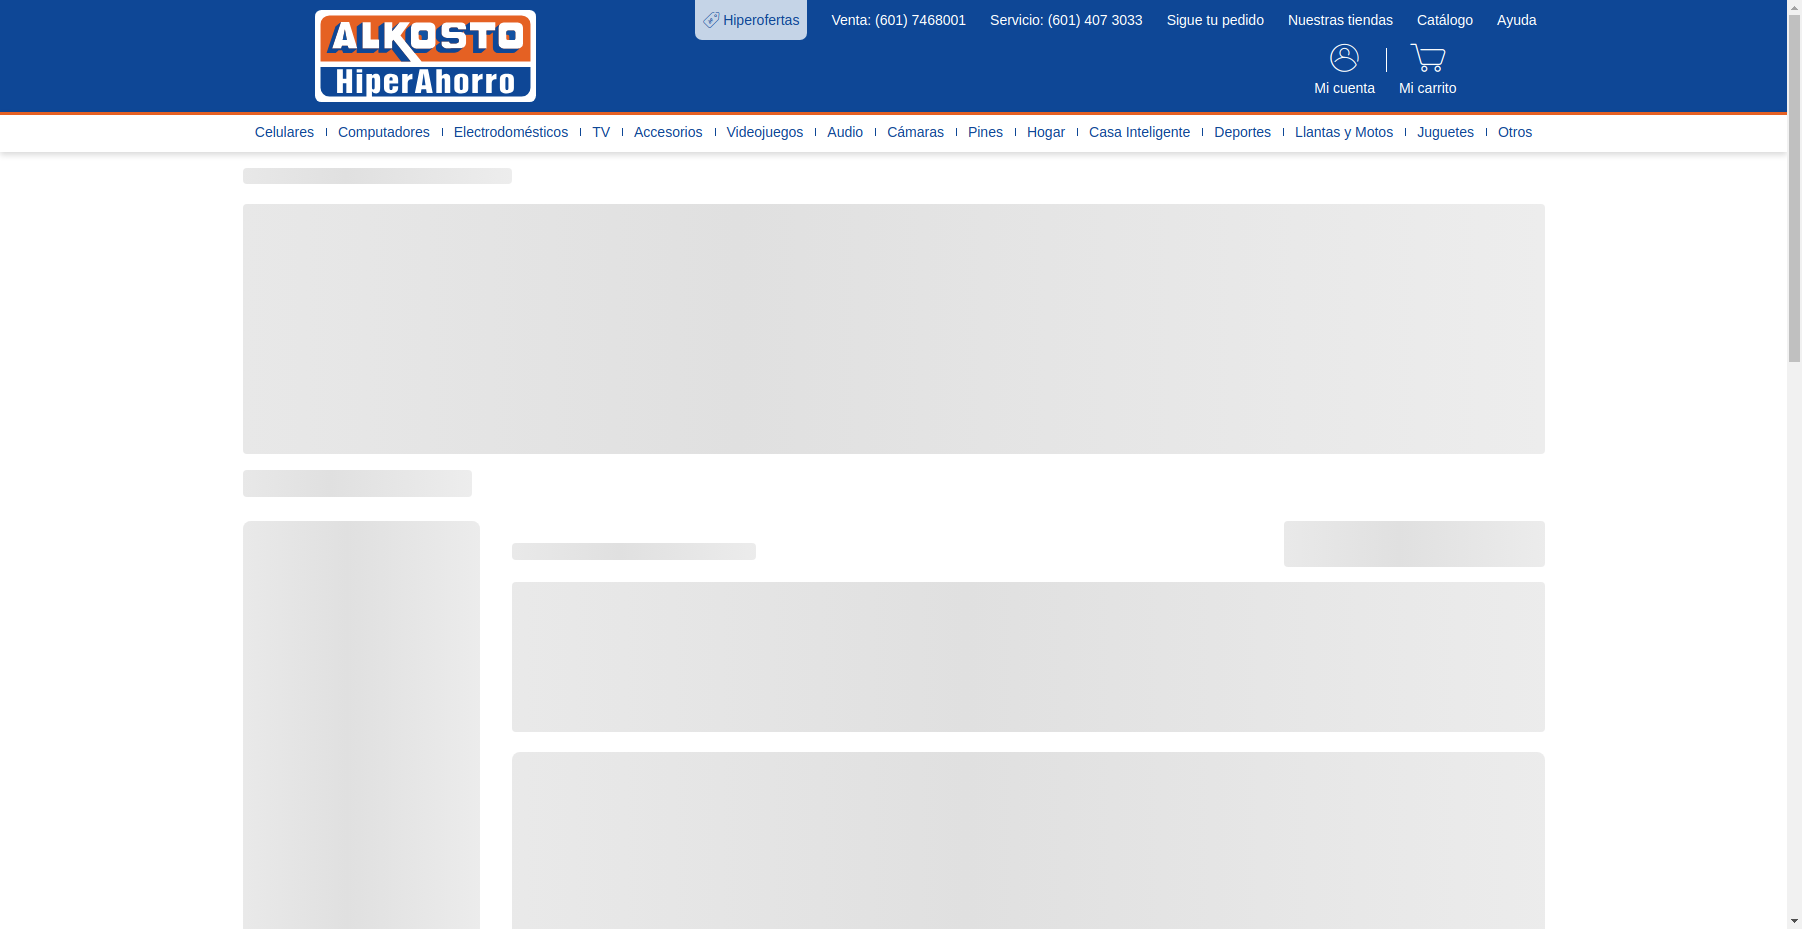 ALKOSTO
HiperAhorro
Hiperofertas
Venta: (601) 7468001
Servicio: (601) 407 3033
Sigue tu pedido
Nuestras tiendas
Catálogo
Ayuda
Mi cuenta
Mi carrito
Celulares
Computadores
Electrodomésticos
TV
Accesorios
Videojuegos
Audio
Cámaras
Pines
Hogar
Casa Inteligente
Deportes
Llantas y Motos
Juguetes
Otros